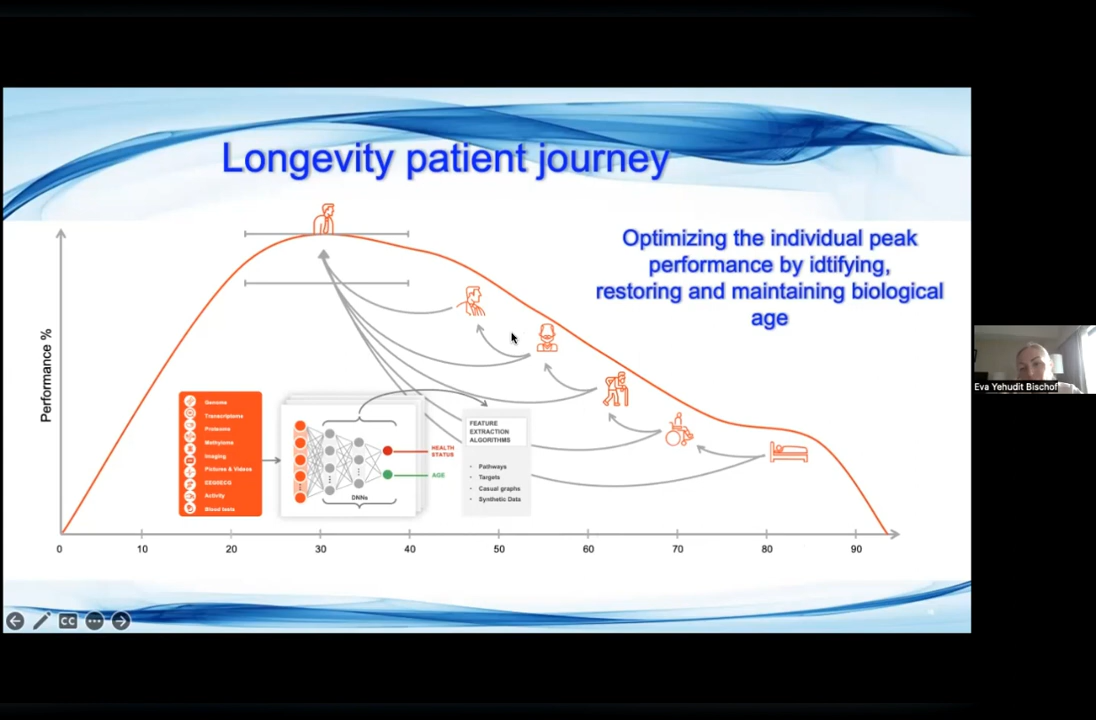 Longevity patient journey
Optimizing the individual peak
performance by idtifying,
restoring and maintaining biological
age
Performance %
Genome
Transcriptome
Proteome
Methylome
Imaging
Pictures & Videos
EEG/ECG
Activity
Blood tests
DNNs
HEALTH
STATUS
AGE
FEATURE
EXTRACTION
ALGORITHMS
• Pathways
• Targets
• Casual graphs
• Synthetic Data
0 10 20 30 40 50 60 70 80 90
CC
Eva Yehudit Bischof